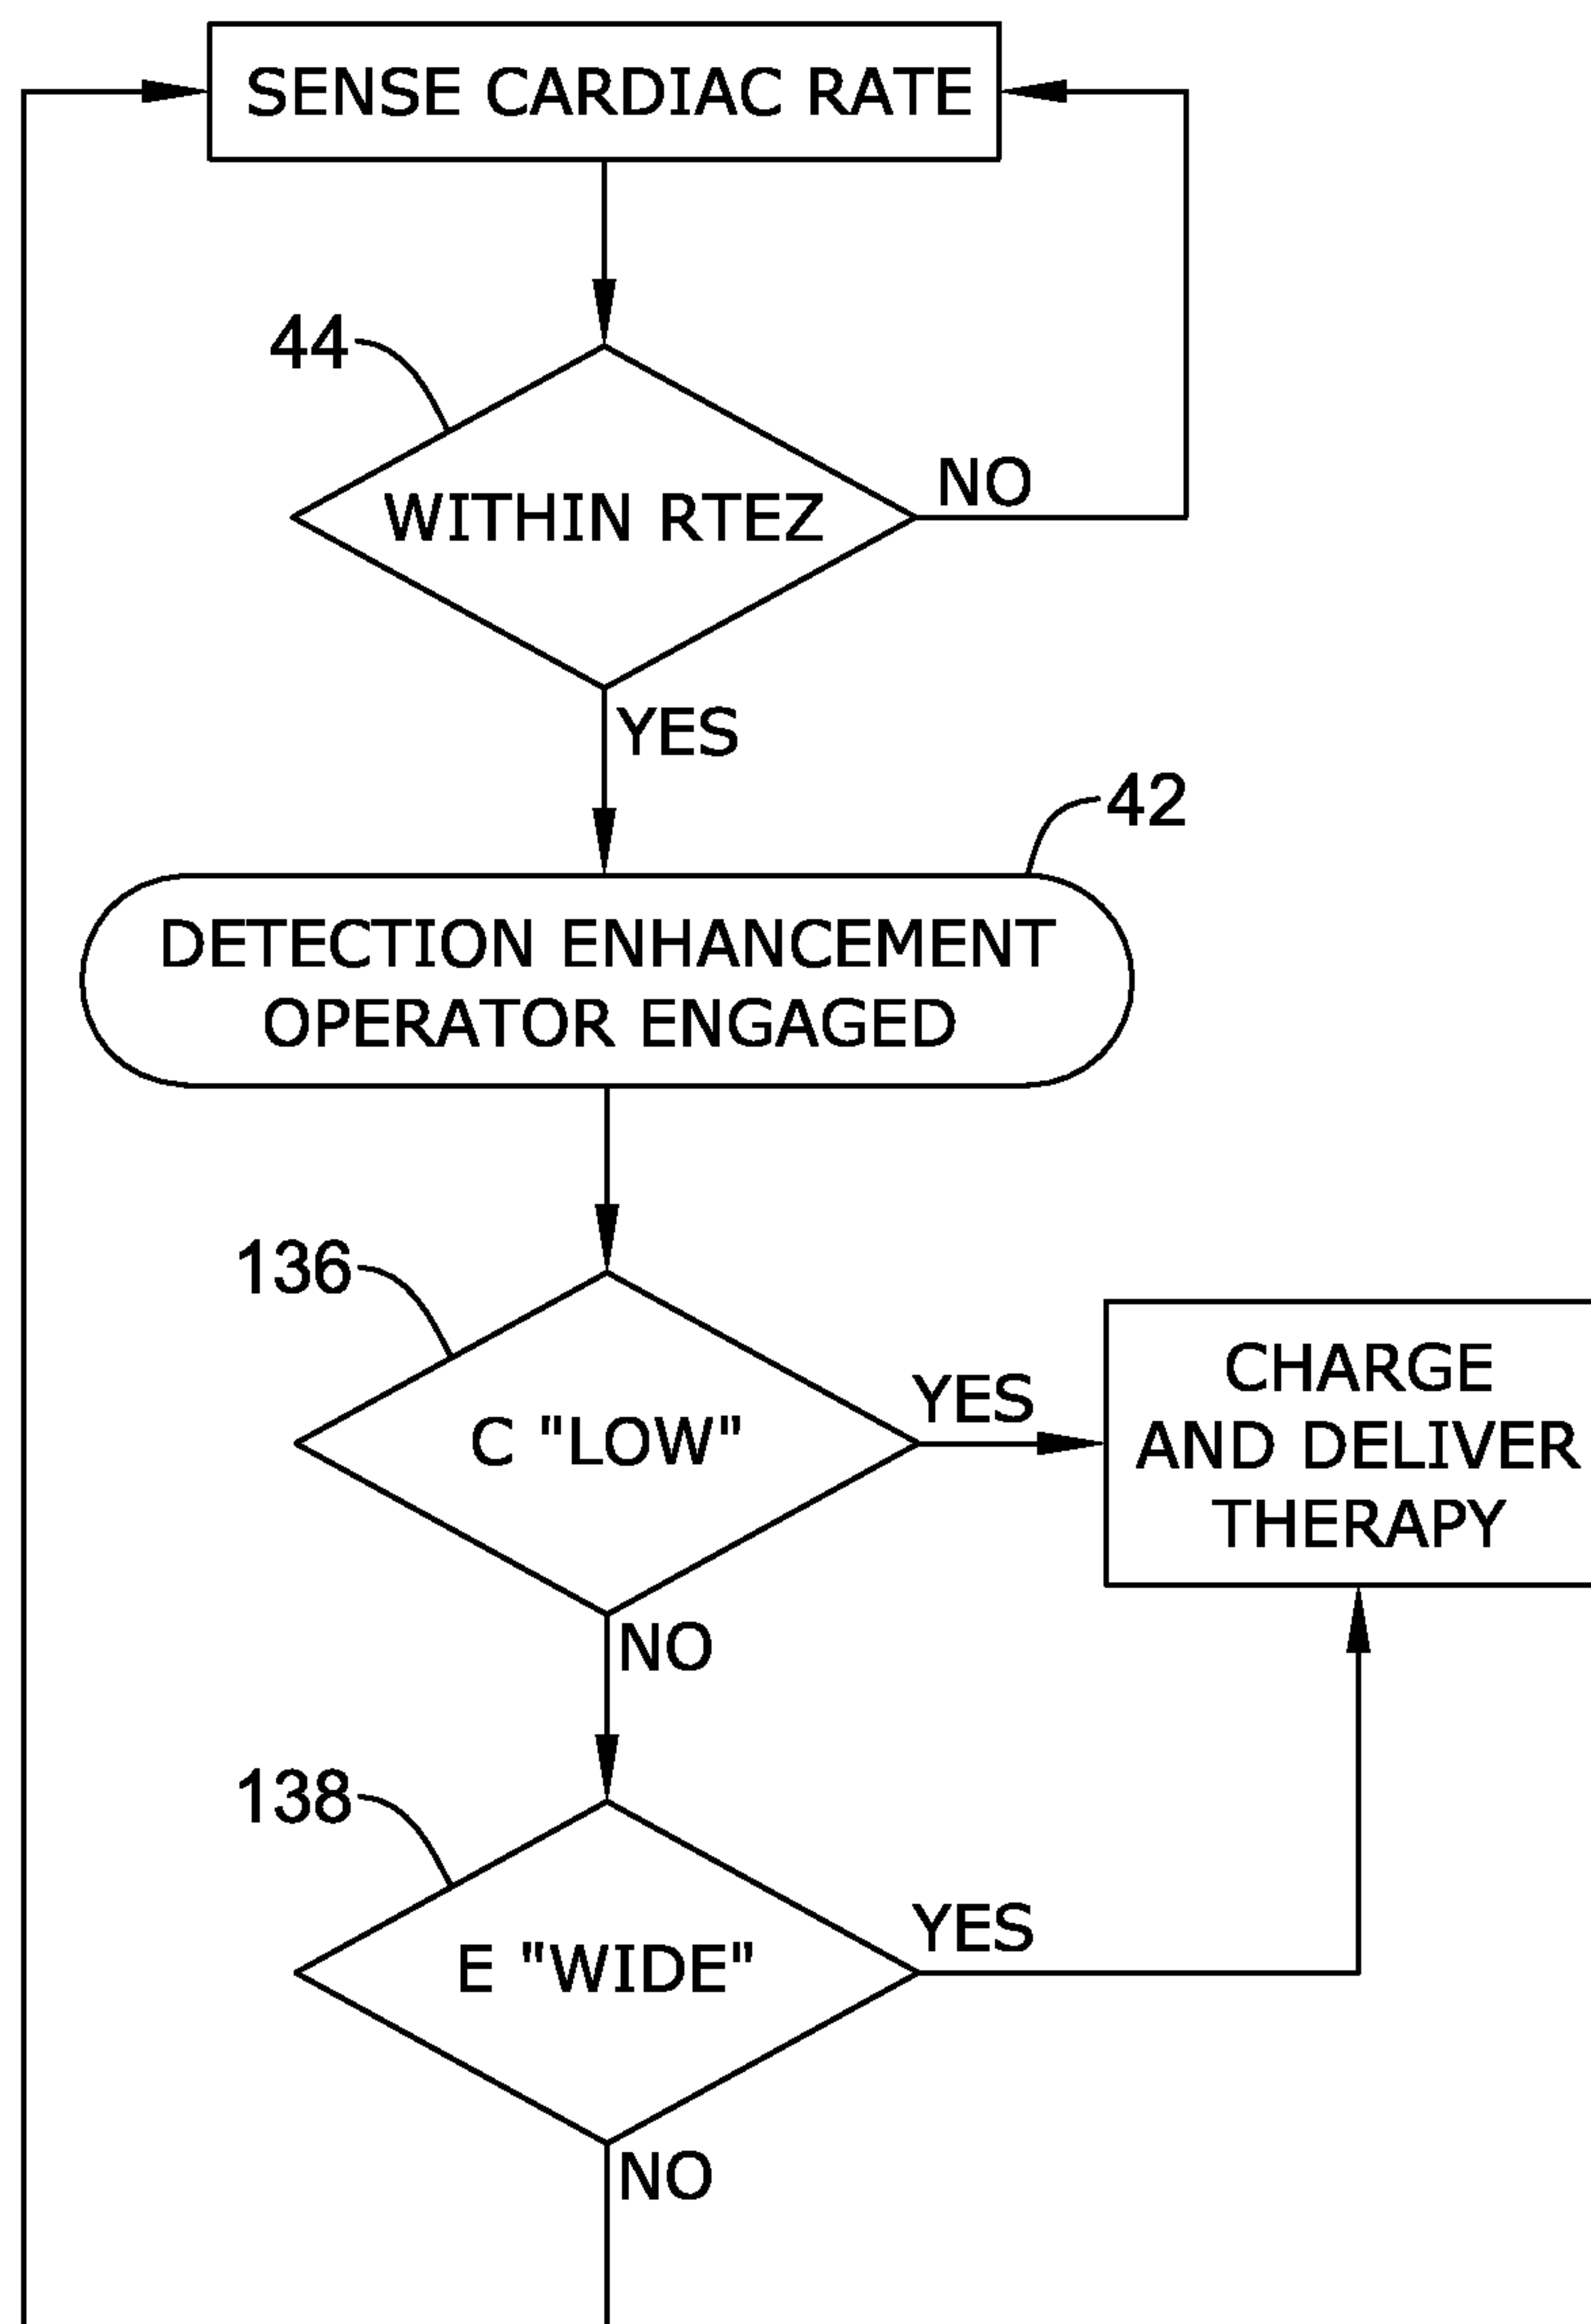 SENSE CARDIAC RATE
44
WITHIN RTEZ
NO
YES
42
DETECTION ENHANCEMENT
OPERATOR ENGAGED
136
C "LOW"
YES
CHARGE
AND DELIVER
THERAPY
NO
138
E "WIDE"
YES
NO